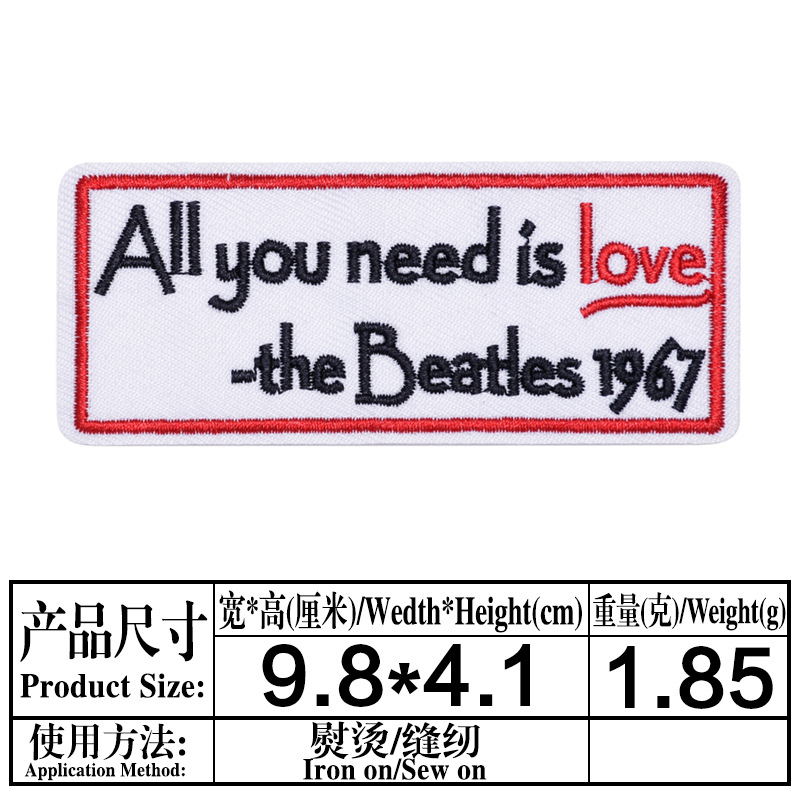 All you need is love
-the Beatles 1967
产品尺寸
Product Size:
宽*高(厘米)/Wedth*Height(cm)
重量(克)/Weight(g)
9.8*4.1
1.85
使用方法:
Application Method:
熨烫/缝纫
Iron on/Sew on